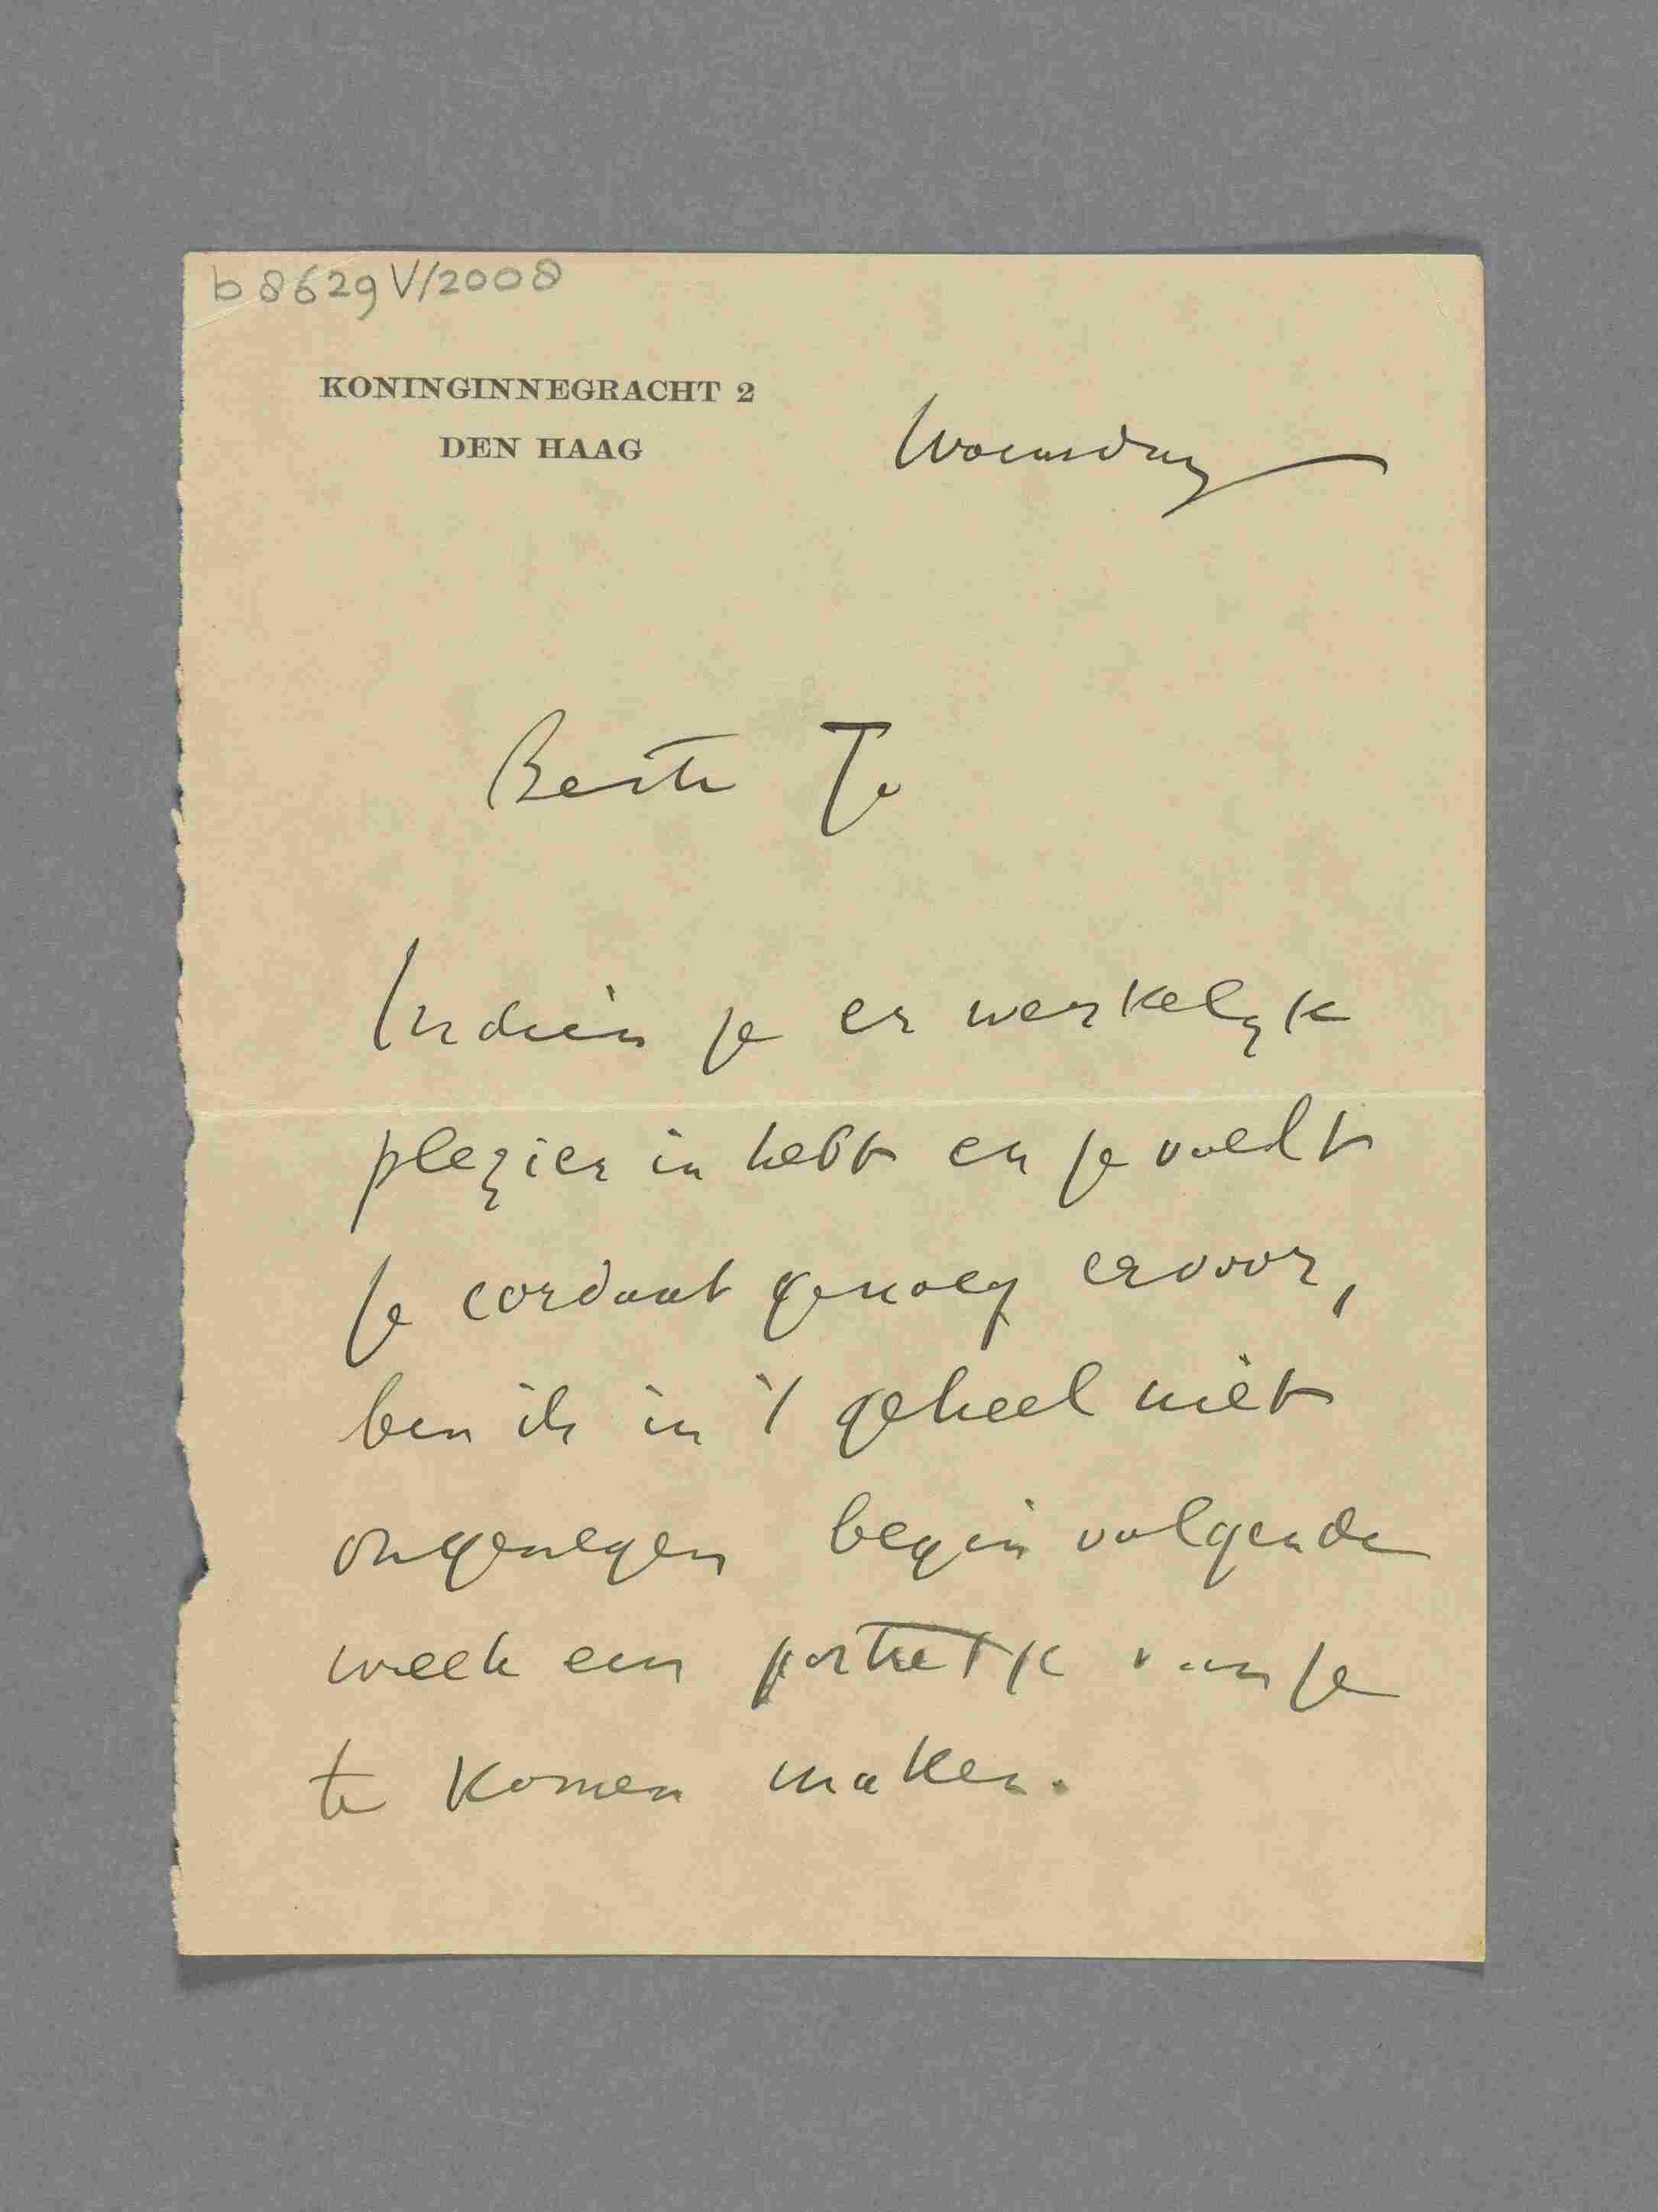 b 8629 V/2008
KONINGINNEGRACHT 2
DEN HAAG
Woensdag
Beste Jo
Indien je er werkelyk
plezier in hebt en je voelt
je cordaat genoeg ervoor,
ben ik in 't geheel niet
ongenegen begin volgende
week een portretje van je
te komen maken.